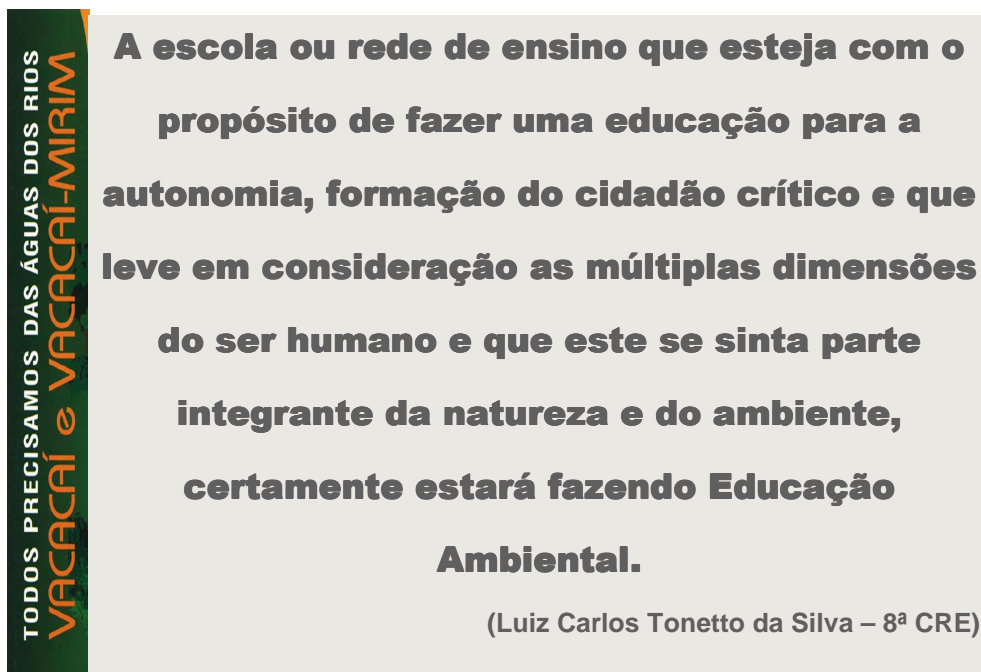 TODOS PRECISAMOS DAS ÁGUAS DOS RIOS
VACACAÍ e VACACAÍ-MIRIM
A escola ou rede de ensino que esteja com o
propósito de fazer uma educação para a
autonomia, formação do cidadão crítico e que
leve em consideração as múltiplas dimensões
do ser humano e que este se sinta parte
integrante da natureza e do ambiente,
certamente estará fazendo Educação
Ambiental.
(Luiz Carlos Tonetto da Silva – 8ª CRE)